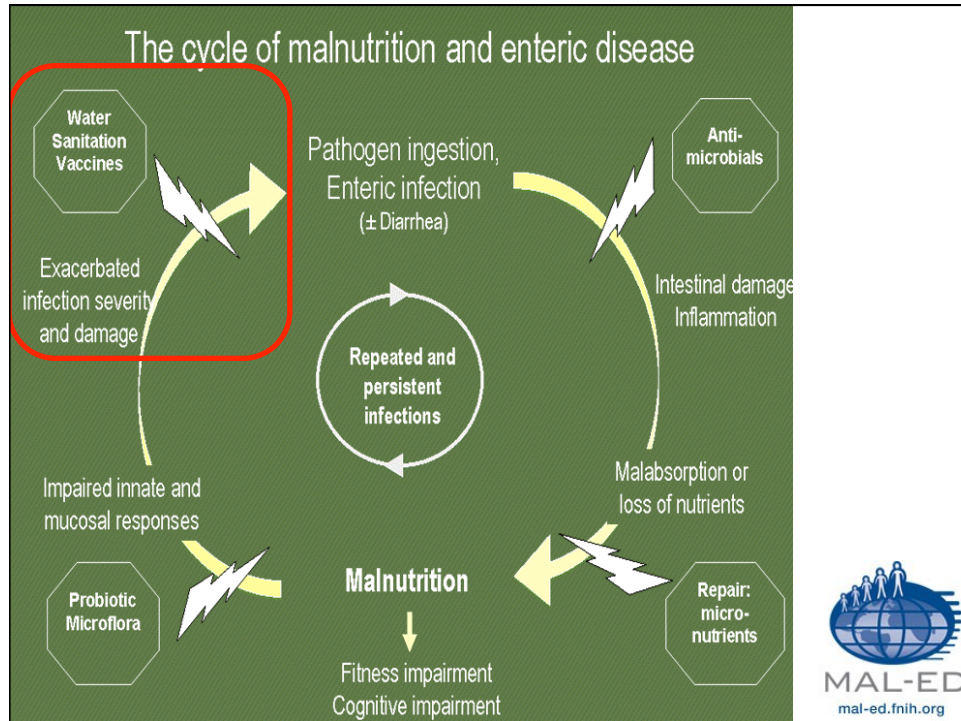 The cycle of malnutrition and enteric disease
Water
Sanitation
Vaccines
Pathogen ingestion,
Enteric infection
(± Diarrhea)
Anti-
microbials
Exacerbated
infection severity
and damage
Intestinal damage
Inflammation
Repeated and
persistent
infections
Impaired innate and
mucosal responses
Malabsorption or
loss of nutrients
Probiotic
Microflora
Malnutrition
Repair:
micro-
nutrients
Fitness impairment
Cognitive impairment
MAL-ED
mal-ed.fnih.org